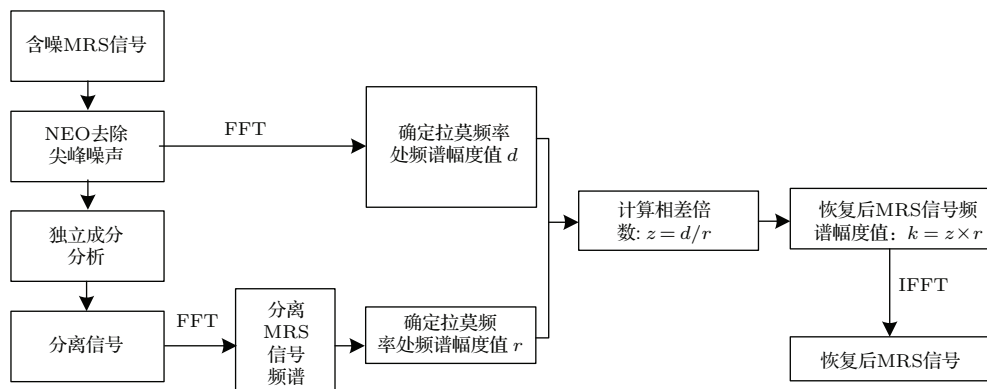 含噪MRS信号
NEO去除
尖峰噪声
FFT
确定拉莫频率
处频谱幅度值 d
独立成分
分析
计算相差倍
数: z = d/r
恢复后MRS信号频
谱幅度值: k = z×r
IFFT
分离信号
FFT
分离
MRS
信号
频谱
确定拉莫频
率处频谱幅度值 r
恢复后MRS信号